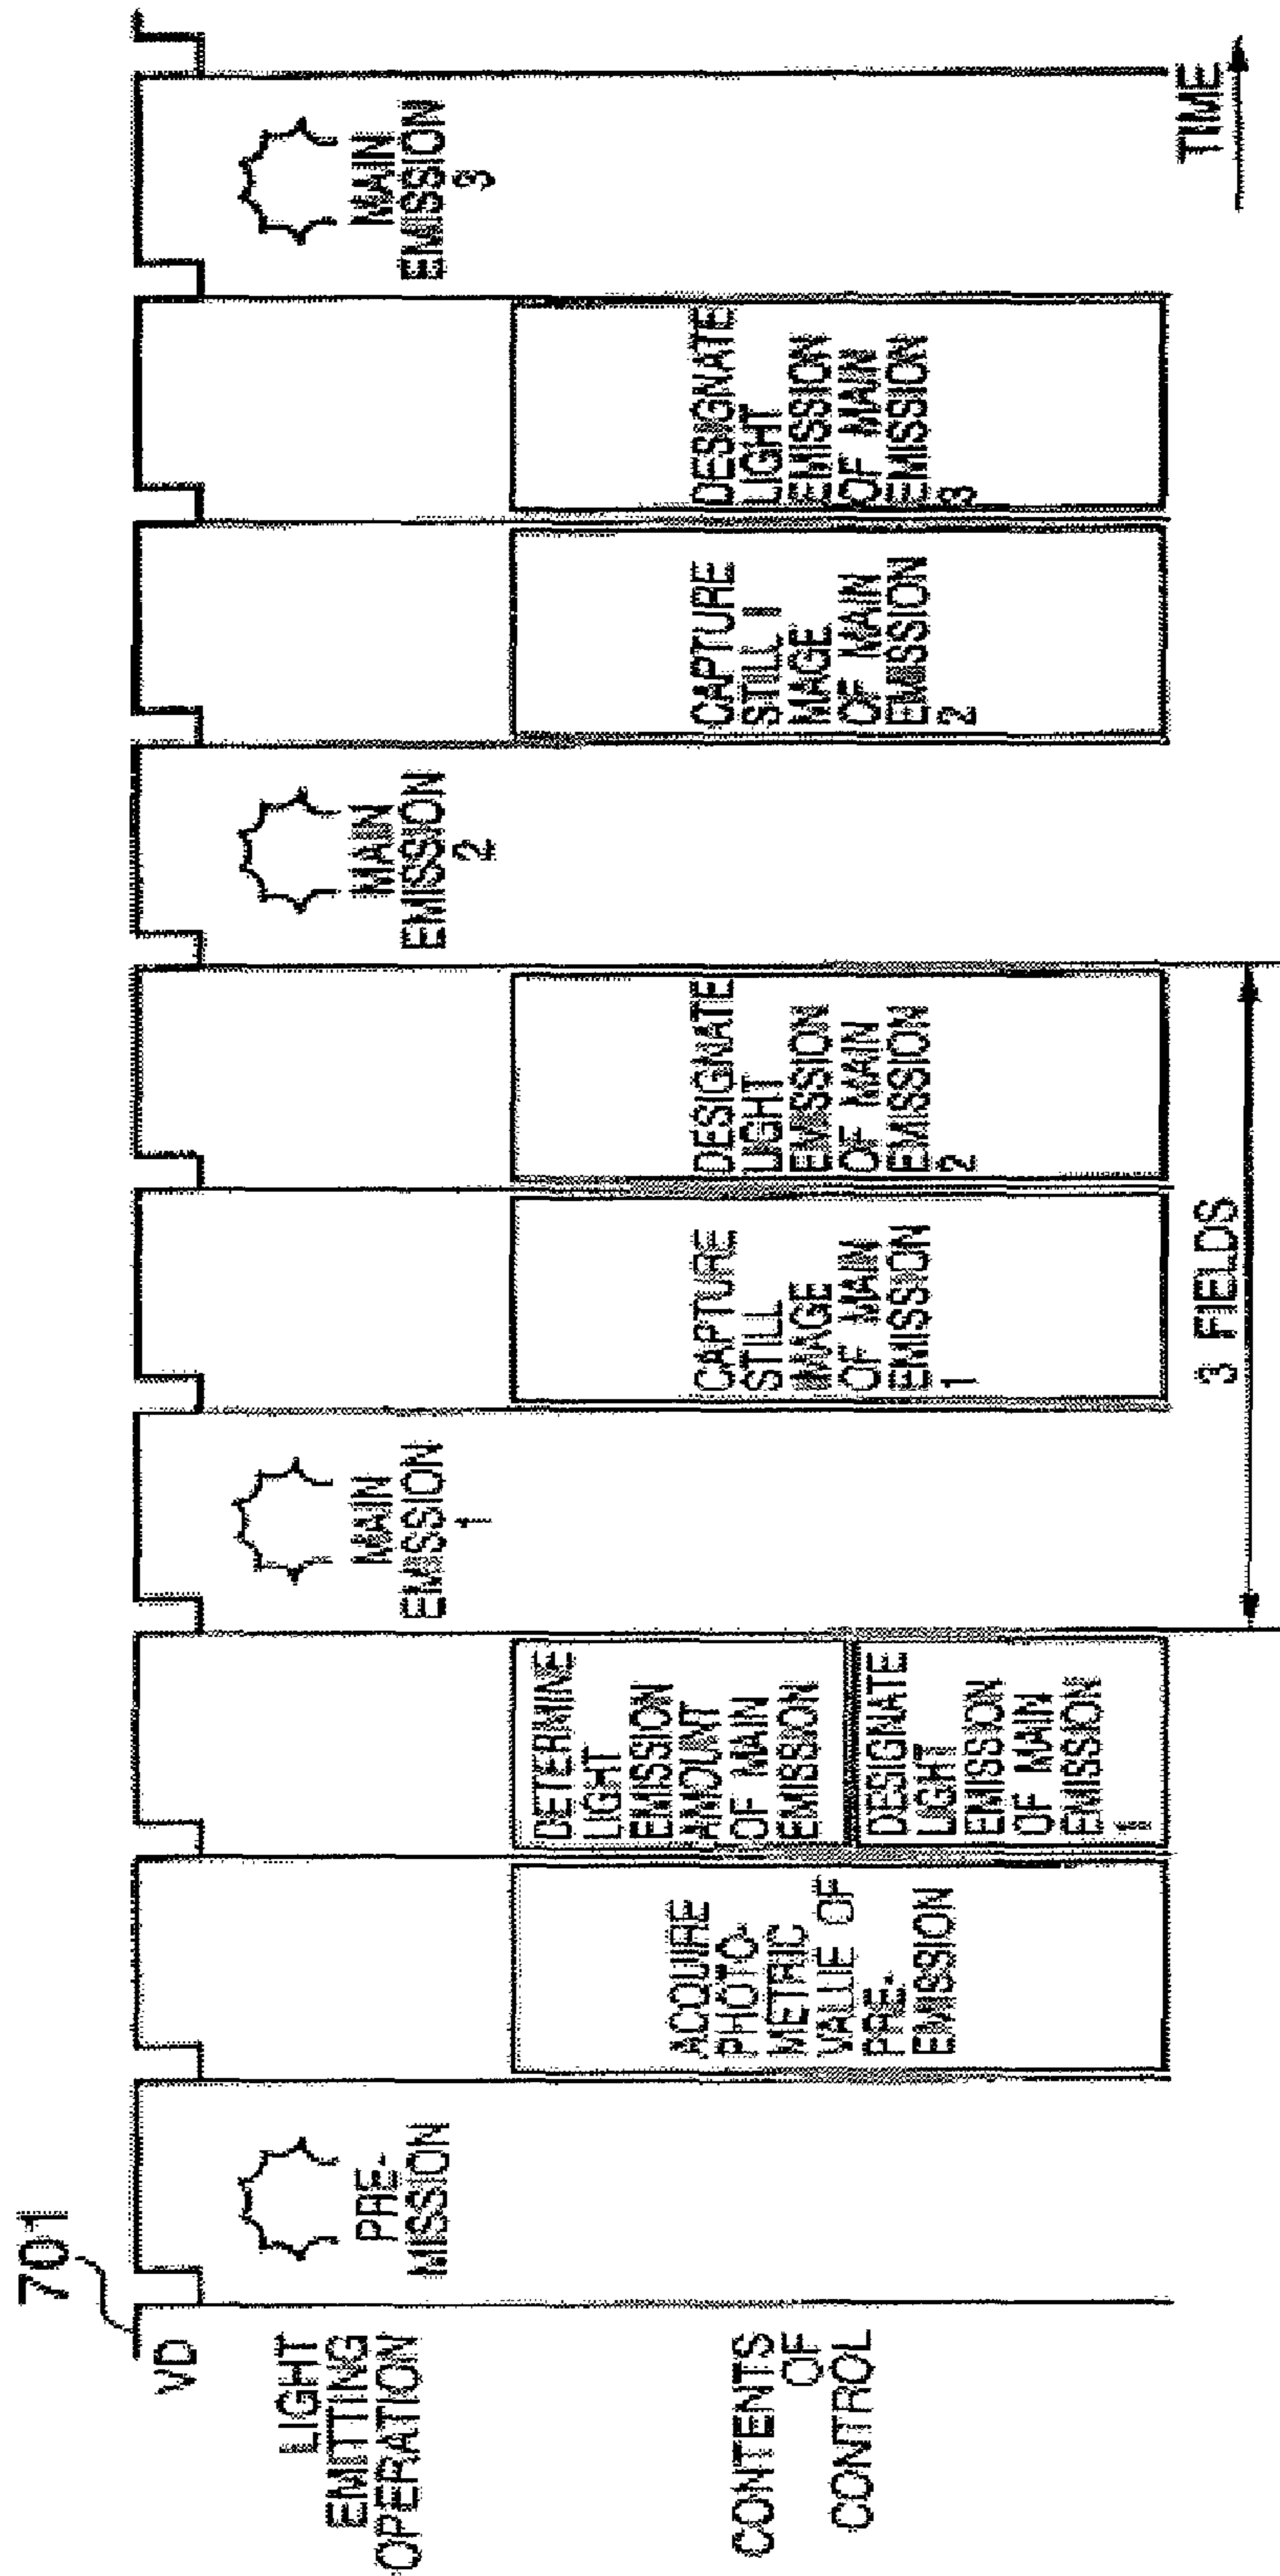 701
VD
LIGHT
EMITTING
OPERATION
PRE-
MISSION
MAIN
EMISSION
1
MAIN
EMISSION
2
MAIN
EMISSION
3
CONTENTS
OF
CONTROL
ACQUIRE
PHOTO-
METRIC
VALUE OF
PRE-
EMISSION
DETERMINE
LIGHT
EMISSION
AMOUNT
OF MAIN
EMISSION
DESIGNATE
LIGHT
EMISSION
OF MAIN
EMISSION
1
CAPTURE
STILL
IMAGE
OF MAIN
EMISSION
1
DESIGNATE
LIGHT
EMISSION
OF MAIN
EMISSION
2
CAPTURE
STILL I
MAGE
OF MAIN
EMISSION
2
DESIGNATE
LIGHT
EMISSION
OF MAIN
EMISSION
3
3 FIELDS
TIME